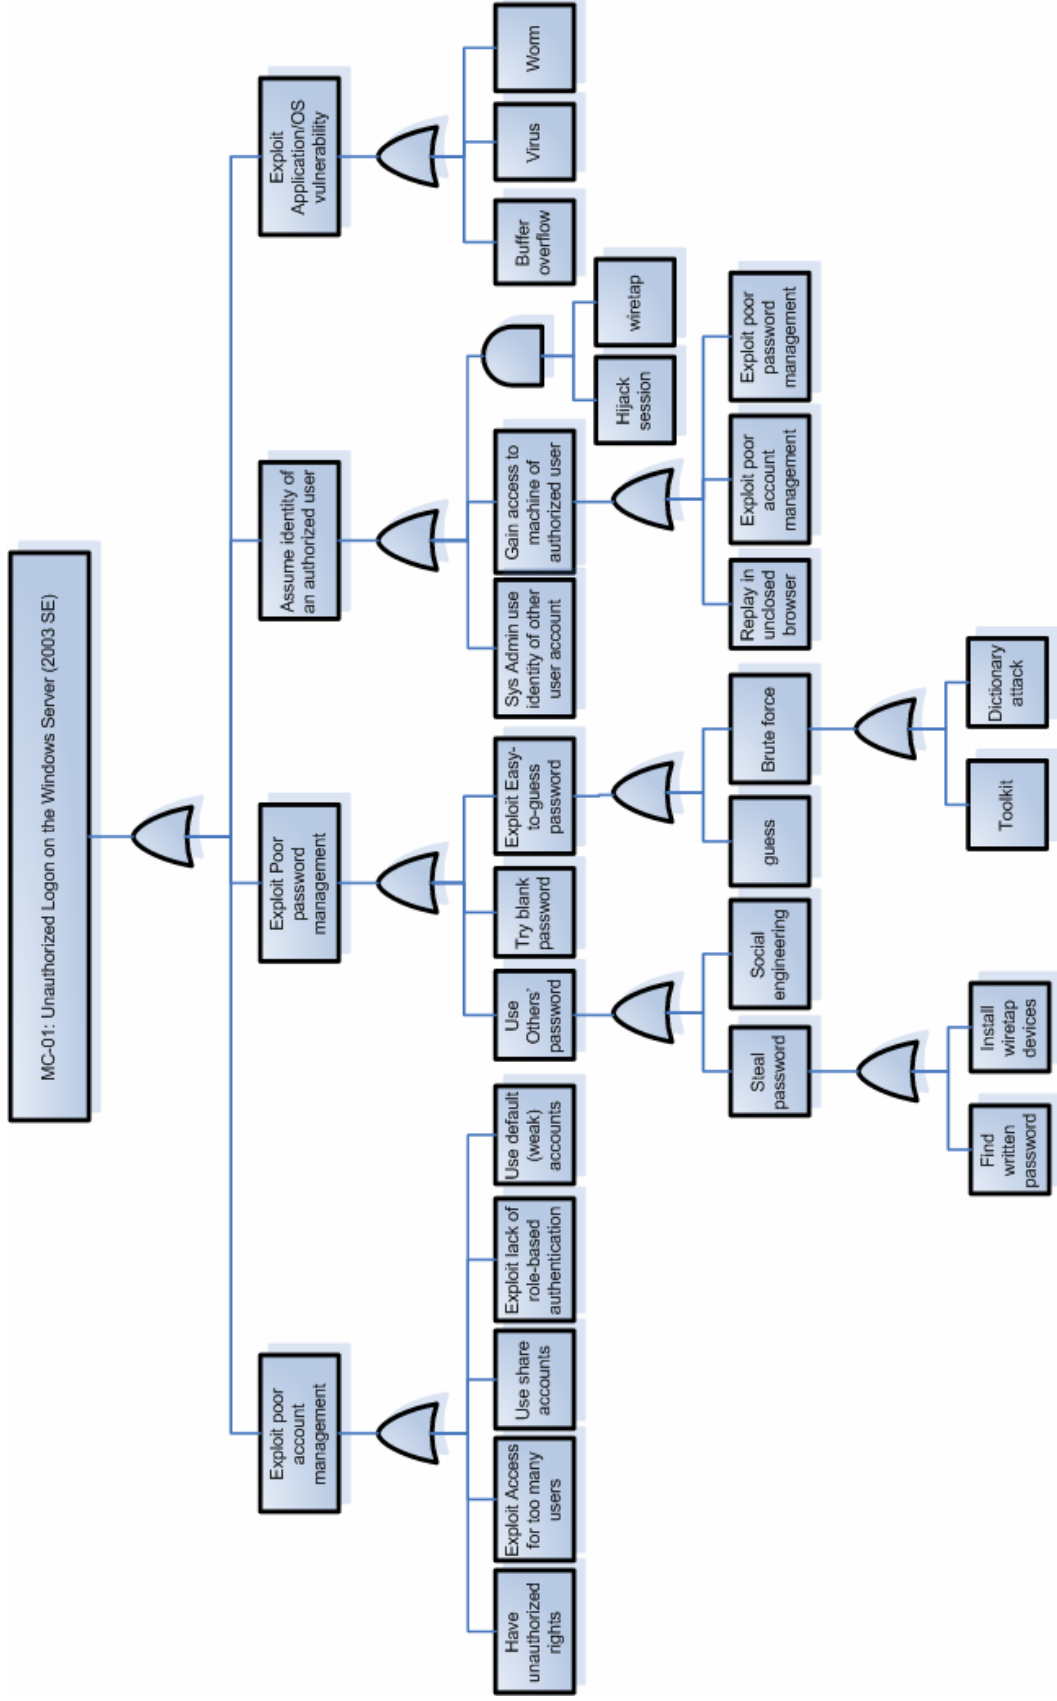 MC-01: Unauthorized Logon on the Windows Server (2003 SE)
Exploit poor
account
management
Exploit Poor
password
management
Assume identity of
an authorized user
Exploit
Application/OS
vulnerability
Have
unauthorized
rights
Exploit Access
for too many
users
Use share
accounts
Exploit lack of
role-based
authentication
Use default
(weak)
accounts
Use
Others'
password
Try blank
password
Exploit Easy-
to-guess
password
Sys Admin use
identity of other
user account
Gain access to
machine of
authorized user
Buffer
overflow
Virus
Worm
Hijack
session
wiretap
Steal
password
Social
engineering
guess
Brute force
Replay in
unclosed
browser
Exploit poor
account
management
Exploit poor
password
management
Find
written
password
Install
wiretap
devices
Toolkit
Dictionary
attack